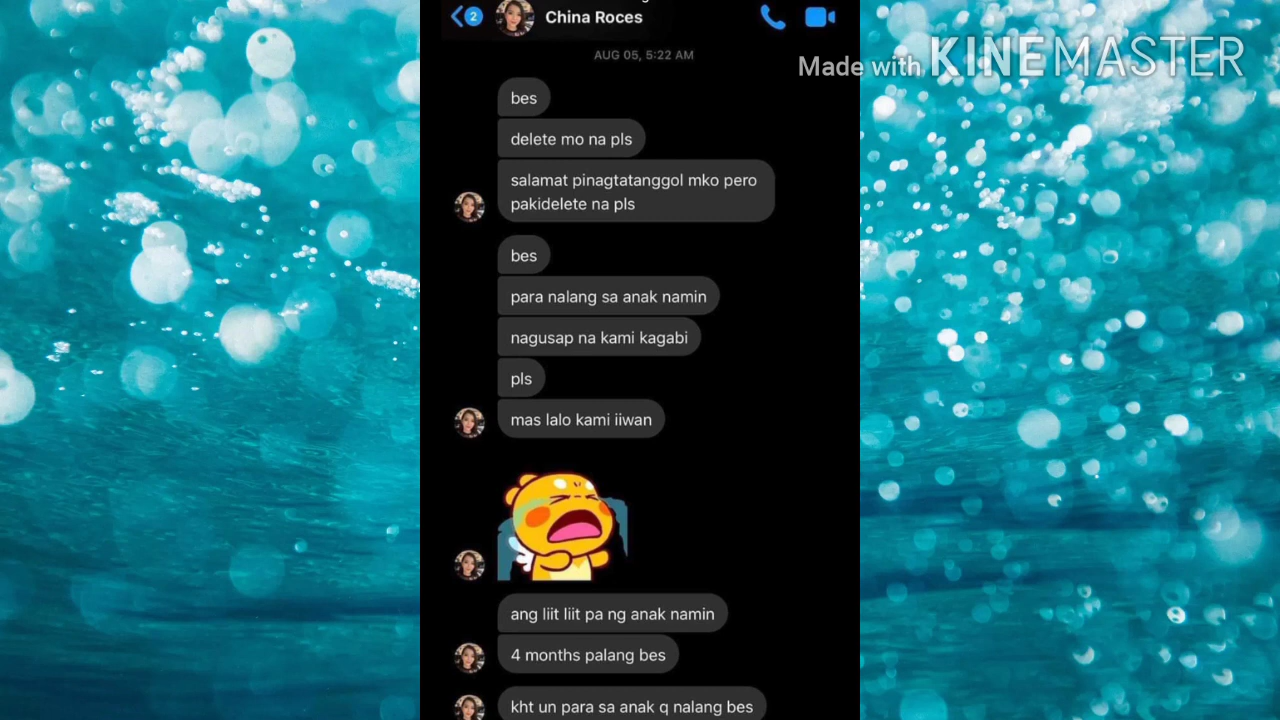 2
China Roces
AUG 05, 5:22 AM
Made with KINEMASTER
bes
delete mo na pls
salamat pinagtatanggol mko pero
pakidelete na pls
bes
para nalang sa anak namin
nagusap na kami kagabi
pls
mas lalo kami iiwan
ang liit liit pa ng anak namin
4 months palang bes
kht un para sa anak q nalang bes